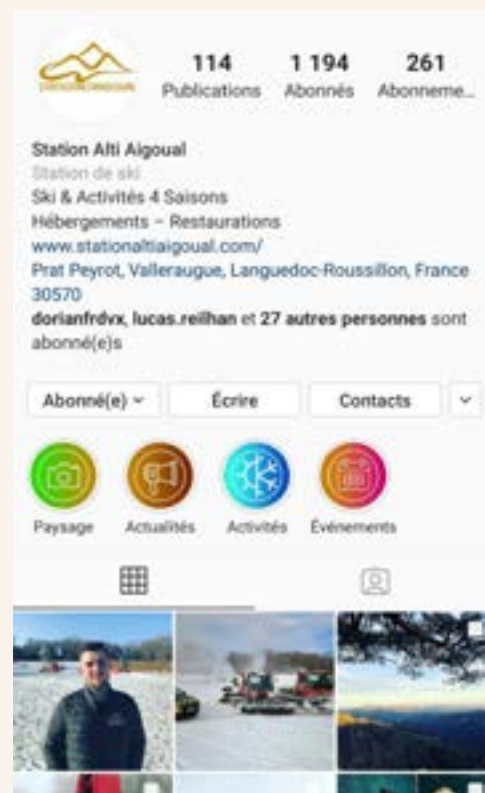 114 1 194 261
Publications Abonnés Abonneme...
Station Alti Aigoual
Station de ski
Ski & Activités 4 Saisons
Hébergements – Restaurations
www.stationaltiaigoual.com/
Prat Peyrot, Valleraugue, Languedoc-Roussillon, France
30570
dorianfrdvx, lucas.reilhan et 27 autres personnes sont
abonné(e)s
Abonné(e) Écrire Contacts
Paysage Actualités Activités Événements